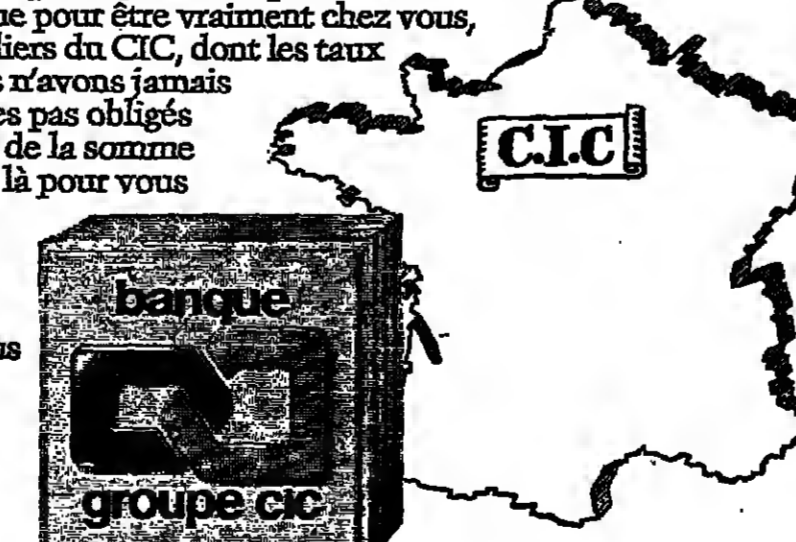 ue pour être vraiment chez vous,
liers du CIC, dont les taux
s n'avons jamais
es pas obligés
de la somme
là pour vous
us
C.I.C
banque
groupe cic